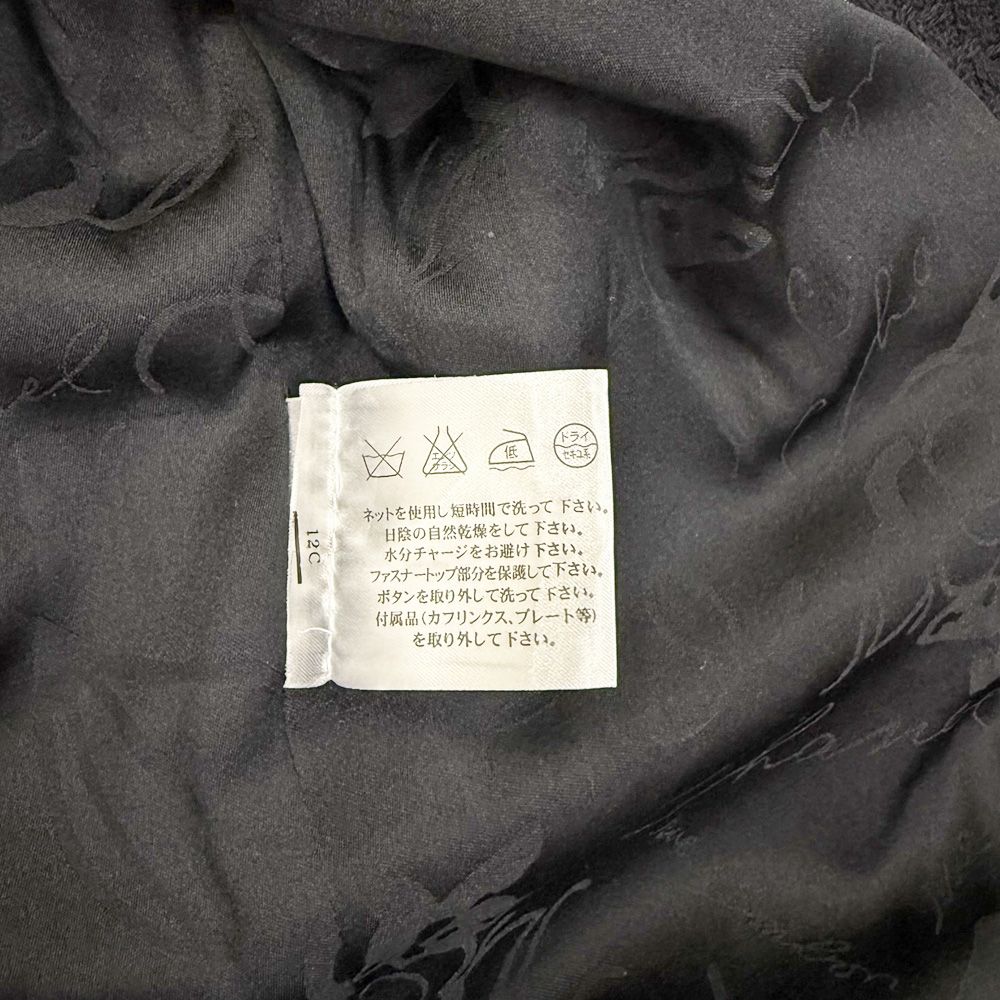 エンソ
サラシ
低
ドライ
セキユ系
ネットを使用し短時間で洗って下さい。
日陰の自然乾燥をして下さい。
水分チャージをお避け下さい。
ファスナートップ部分を保護して下さい。
ボタンを取り外して洗って下さい。
付属品(カフリンクス、プレート等)
を取り外して下さい。
12C